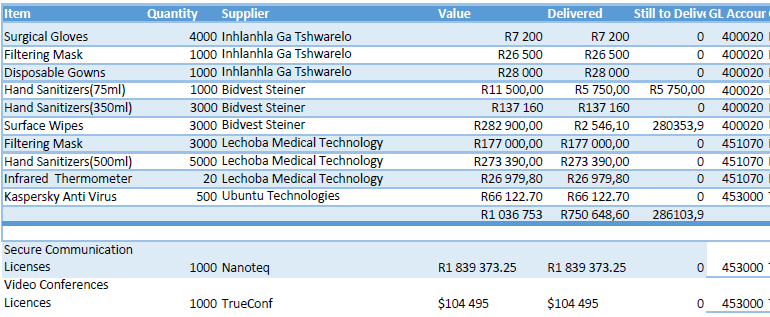 Item Quantity Supplier Value Delivered Still to Delive GL Accour
Surgical Gloves 4000 Inhlanhla Ga Tshwarelo R7 200 R7 200 0 400020
Filtering Mask 1000 Inhlanhla Ga Tshwarelo R26 500 R26 500 0 400020
Disposable Gowns 1000 Inhlanhla Ga Tshwarelo R28 000 R28 000 0 400020
Hand Sanitizers(75ml) 1000 Bidvest Steiner R11 500,00 R5 750,00 R5 750,00 400020
Hand Sanitizers(350ml) 3000 Bidvest Steiner R137 160 R137 160 0 400020
Surface Wipes 3000 Bidvest Steiner R282 900,00 R2 546,10 280353,9 400020
Filtering Mask 3000 Lechoba Medical Technology R177 000,00 R177 000,00 0 451070
Hand Sanitizers(500ml) 5000 Lechoba Medical Technology R273 390,00 R273 390,00 0 451070
Infrared Thermometer 20 Lechoba Medical Technology R26 979,80 R26 979,80 0 451070
Kaspersky Anti Virus 500 Ubuntu Technologies R66 122.70 R66 122.70 0 453000
R1 036 753 R750 648,60 286103,9
Secure Communication
Licenses 1000 Nanoteq R1 839 373.25 R1 839 373.25 0 453000
Video Conferences
Licences 1000 TrueConf $104 495 $104 495 0 453000